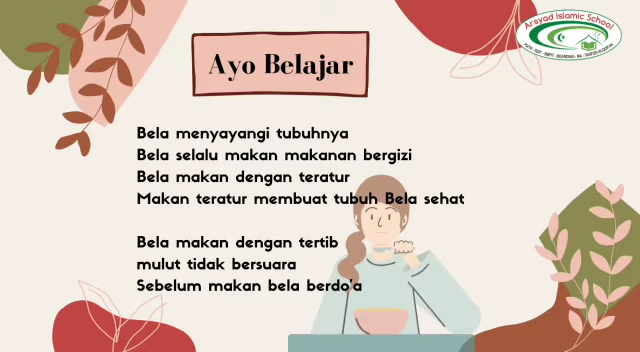 Arsyad Islamic School
Ayo Belajar
Bela menyayangi tubuhnya
Bela selalu makan makanan bergizi
Bela makan dengan teratur
Makan teratur membuat tubuh Bela sehat
Bela makan dengan tertib
mulut tidak bersuara
Sebelum makan bela berdo'a